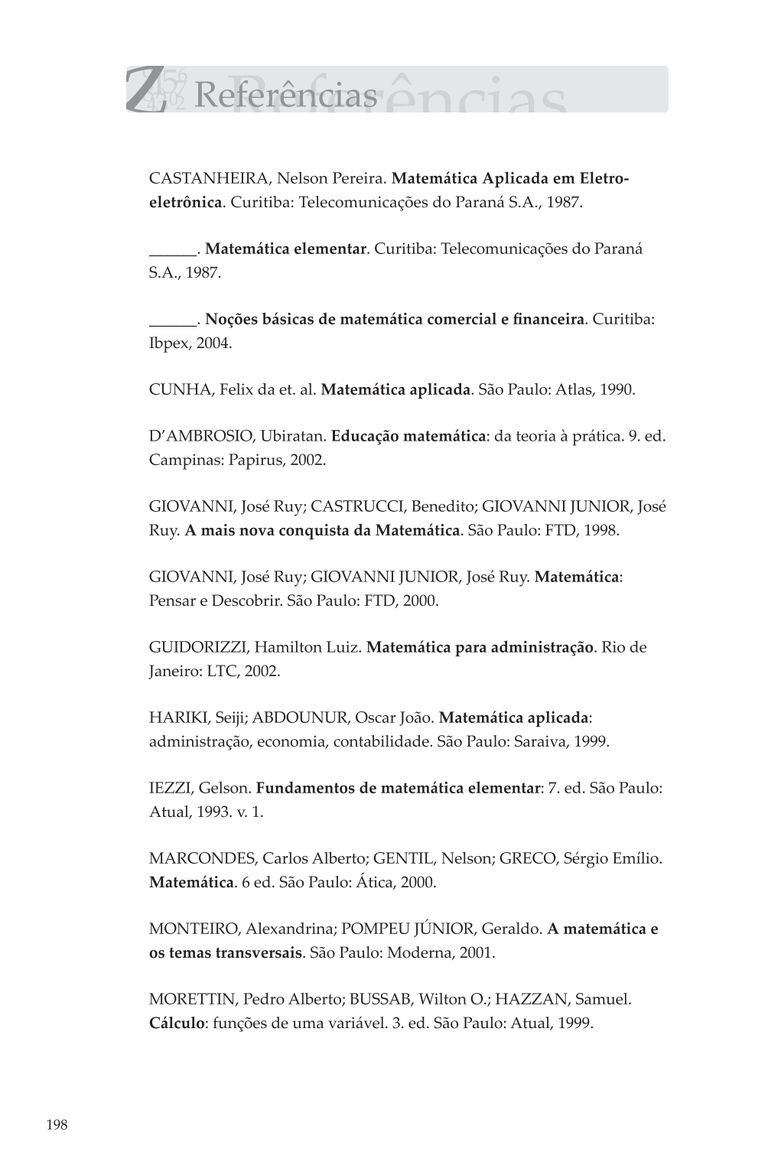 Referências
CASTANHEIRA, Nelson Pereira. Matemática Aplicada em Eletro-
eletrônica. Curitiba: Telecomunicações do Paraná S.A., 1987.
______. Matemática elementar. Curitiba: Telecomunicações do Paraná
S.A., 1987.
______. Noções básicas de matemática comercial e financeira. Curitiba:
Ibpex, 2004.
CUNHA, Felix da et. al. Matemática aplicada. São Paulo: Atlas, 1990.
D’AMBROSIO, Ubiratan. Educação matemática: da teoria à prática. 9. ed.
Campinas: Papirus, 2002.
GIOVANNI, José Ruy; CASTRUCCI, Benedito; GIOVANNI JUNIOR, José
Ruy. A mais nova conquista da Matemática. São Paulo: FTD, 1998.
GIOVANNI, José Ruy; GIOVANNI JUNIOR, José Ruy. Matemática:
Pensar e Descobrir. São Paulo: FTD, 2000.
GUIDORIZZI, Hamilton Luiz. Matemática para administração. Rio de
Janeiro: LTC, 2002.
HARIKI, Seiji; ABDOUNUR, Oscar João. Matemática aplicada:
administração, economia, contabilidade. São Paulo: Saraiva, 1999.
IEZZI, Gelson. Fundamentos de matemática elementar: 7. ed. São Paulo:
Atual, 1993. v. 1.
MARCONDES, Carlos Alberto; GENTIL, Nelson; GRECO, Sérgio Emílio.
Matemática. 6 ed. São Paulo: Ática, 2000.
MONTEIRO, Alexandrina; POMPEU JÚNIOR, Geraldo. A matemática e
os temas transversais. São Paulo: Moderna, 2001.
MORETTIN, Pedro Alberto; BUSSAB, Wilton O.; HAZZAN, Samuel.
Cálculo: funções de uma variável. 3. ed. São Paulo: Atual, 1999.
198